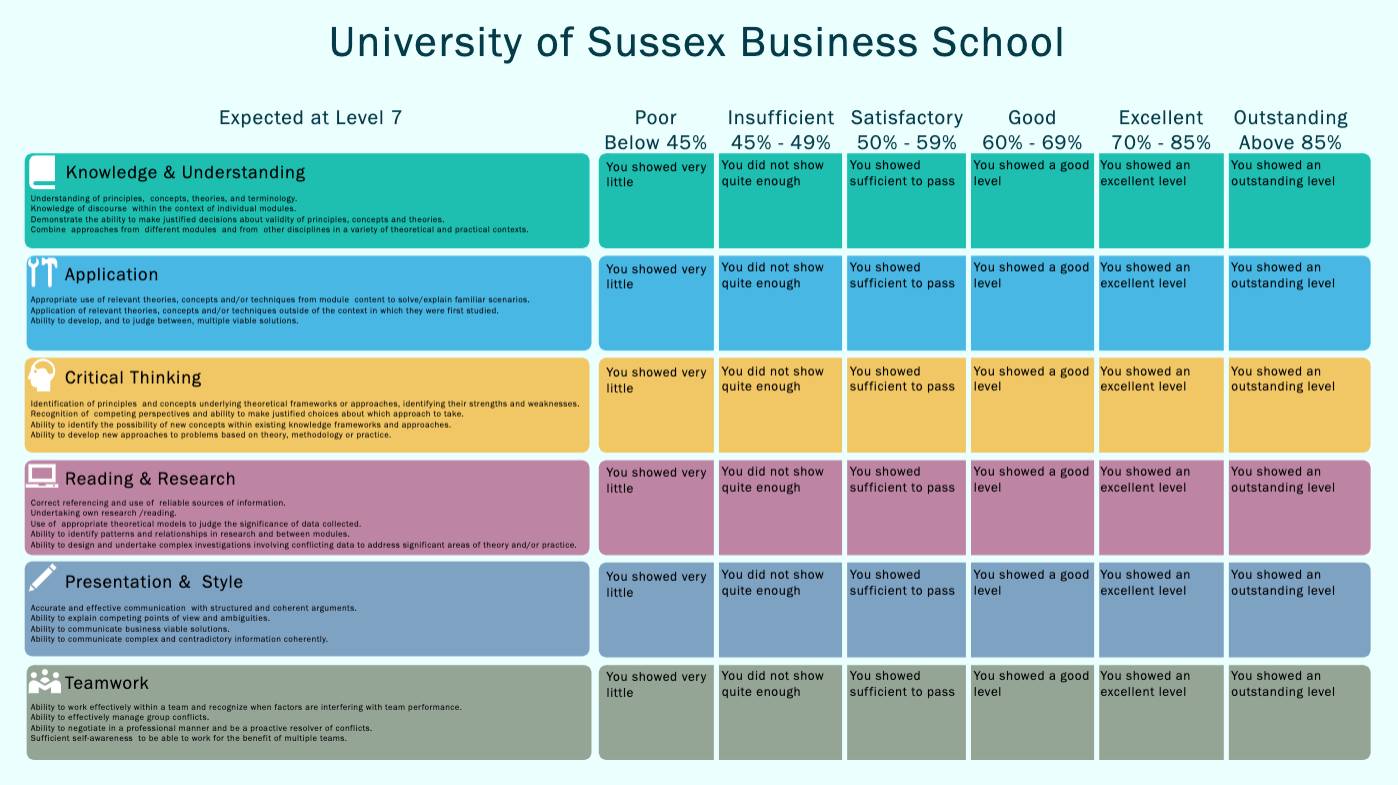 University of Sussex Business School
Expected at Level 7
Poor
Below 45%
Insufficient
45% - 49%
Satisfactory
50% - 59%
Good
60% - 69%
Excellent
70% - 85%
Outstanding
Above 85%
Knowledge & Understanding
Understanding of principles, concepts, theories, and terminology.
Knowledge of discourse within the context of individual modules.
Demonstrate the ability to make justified decisions about validity of principles, concepts and theories.
Combine approaches from different modules and from other disciplines in a variety of theoretical and practical contexts.
You showed very
little
You did not show
quite enough
You showed
sufficient to pass
You showed a good
level
You showed an
excellent level
You showed an
outstanding level
Application
Appropriate use of relevant theories, concepts and/or techniques from module content to solve/explain familiar scenarios.
Application of relevant theories, concepts and/or techniques outside of the context in which they were first studied.
Ability to develop, and to judge between, multiple viable solutions.
You showed very
little
You did not show
quite enough
You showed
sufficient to pass
You showed a good
level
You showed an
excellent level
You showed an
outstanding level
Critical Thinking
Identification of principles and concepts underlying theoretical frameworks or approaches, identifying their strengths and weaknesses.
Recognition of competing perspectives and ability to make justified choices about which approach to take.
Ability to identify the possibility of new concepts within existing knowledge frameworks and approaches.
Ability to develop new approaches to problems based on theory, methodology or practice.
You showed very
little
You did not show
quite enough
You showed
sufficient to pass
You showed a good
level
You showed an
excellent level
You showed an
outstanding level
Reading & Research
Correct referencing and use of reliable sources of information.
Undertaking own research /reading.
Use of appropriate theoretical models to judge the significance of data collected.
Ability to identify patterns and relationships in research and between modules.
Ability to design and undertake complex investigations involving conflicting data to address significant areas of theory and/or practice.
You showed very
little
You did not show
quite enough
You showed
sufficient to pass
You showed a good
level
You showed an
excellent level
You showed an
outstanding level
Presentation & Style
Accurate and effective communication with structured and coherent arguments.
Ability to explain competing points of view and ambiguities.
Ability to communicate business viable solutions.
Ability to communicate complex and contradictory information coherently.
You showed very
little
You did not show
quite enough
You showed
sufficient to pass
You showed a good
level
You showed an
excellent level
You showed an
outstanding level
Teamwork
Ability to work effectively within a team and recognize when factors are interfering with team performance.
Ability to effectively manage group conflicts.
Ability to negotiate in a professional manner and be a proactive resolver of conflicts.
Sufficient self-awareness to be able to work for the benefit of multiple teams.
You showed very
little
You did not show
quite enough
You showed
sufficient to pass
You showed a good
level
You showed an
excellent level
You showed an
outstanding level